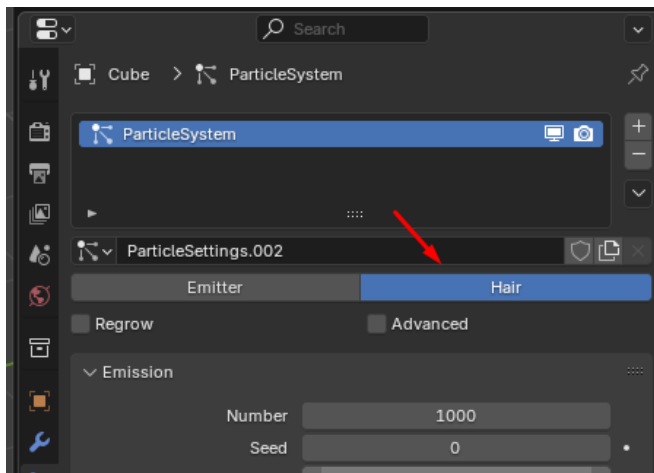 Search
Cube > ParticleSystem
ParticleSystem
ParticleSettings.002
Emitter Hair
Regrow Advanced
Emission
Number 1000
Seed 0